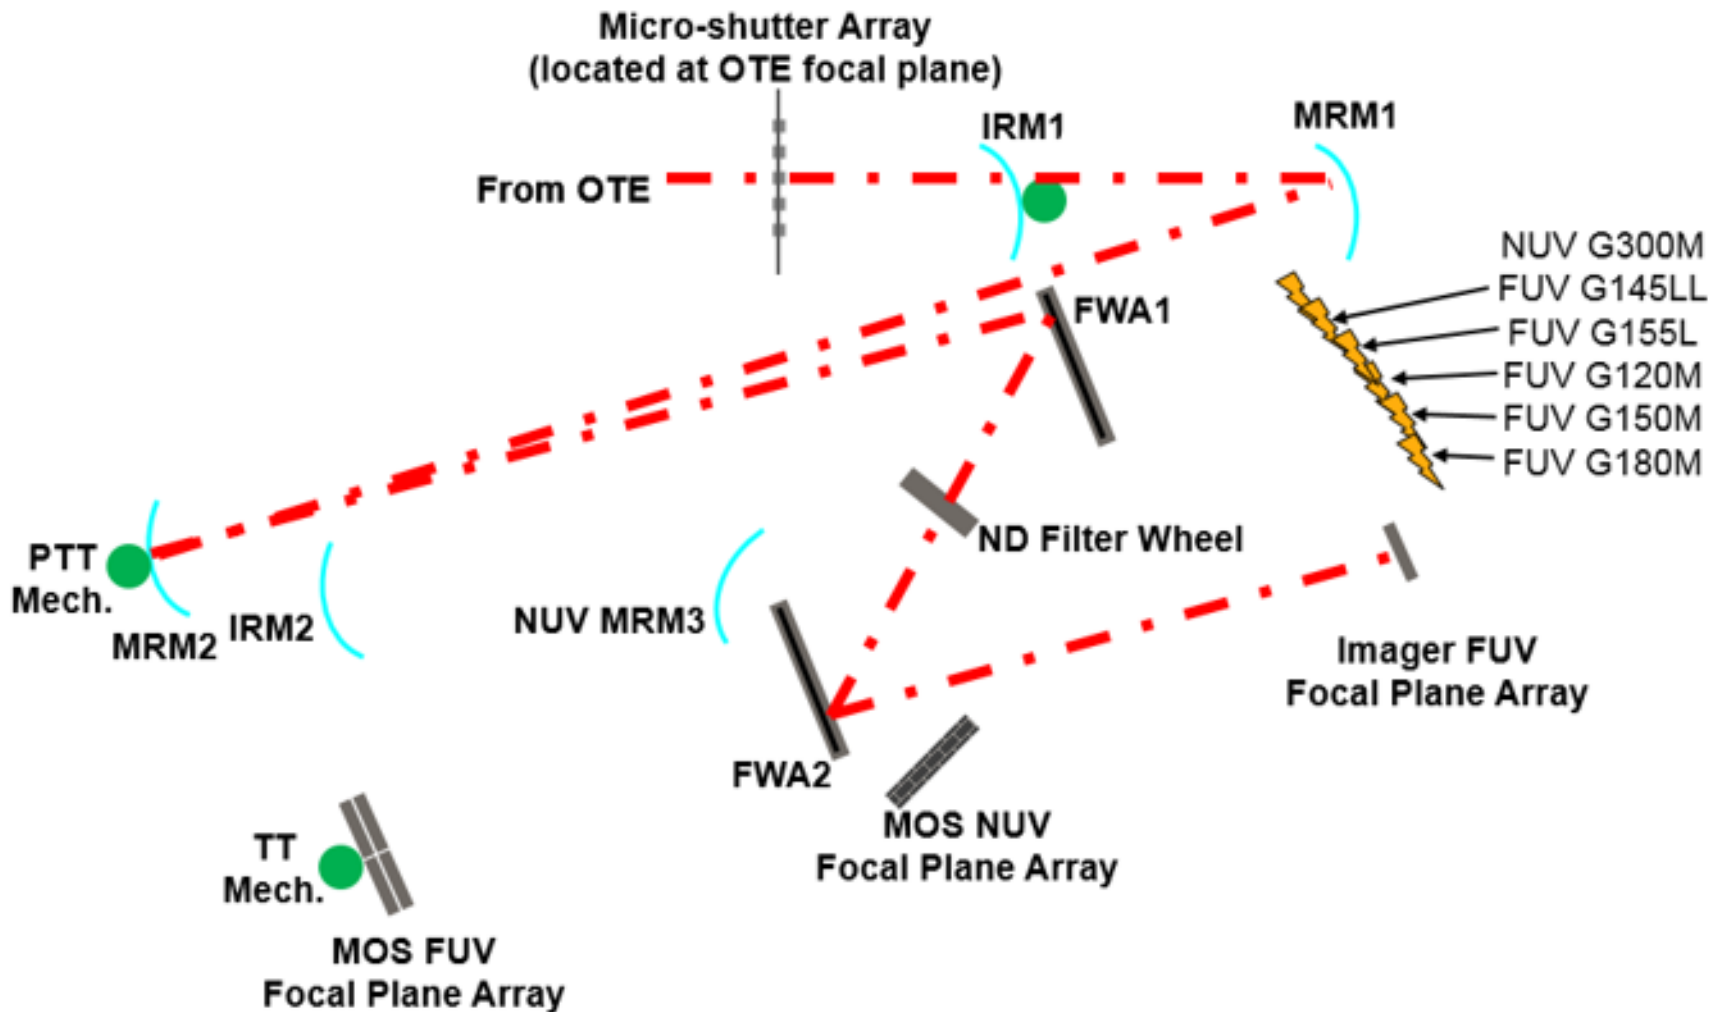 Micro-shutter Array
(located at OTE focal plane)
IRM1
MRM1
From OTE
NUV G300M
FUV G145LL
FWA1
FUV G155L
FUV G120M
FUV G150M
FUV G180M
ND Filter Wheel
PTT
Mech.
MRM2
IRM2
NUV MRM3
Imager FUV
Focal Plane Array
FWA2
MOS NUV
Focal Plane Array
TT
Mech.
MOS FUV
Focal Plane Array